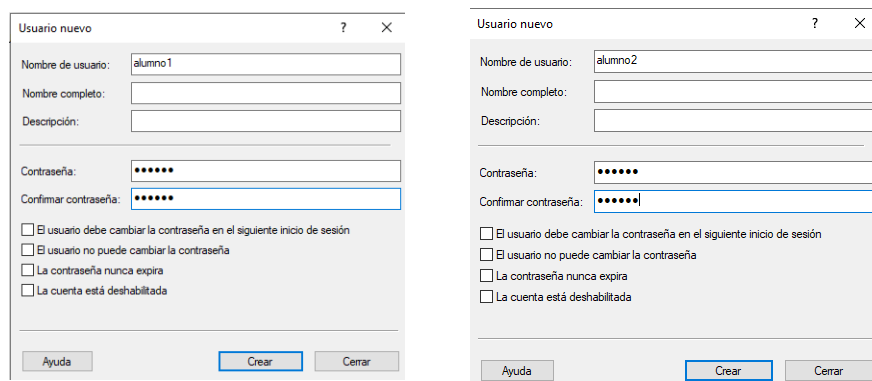 Usuario nuevo ? ×
Nombre de usuario: alumno1
Nombre completo:
Descripción:
Contraseña: ●●●●●●
Confirmar contraseña: ●●●●●●
El usuario debe cambiar la contraseña en el siguiente inicio de sesión
El usuario no puede cambiar la contraseña
La contraseña nunca expira
La cuenta está deshabilitada
Ayuda Crear Cerrar
Usuario nuevo ? ×
Nombre de usuario: alumno2
Nombre completo:
Descripción:
Contraseña: ●●●●●●
Confirmar contraseña: ●●●●●●
El usuario debe cambiar la contraseña en el siguiente inicio de sesión
El usuario no puede cambiar la contraseña
La contraseña nunca expira
La cuenta está deshabilitada
Ayuda Crear Cerrar